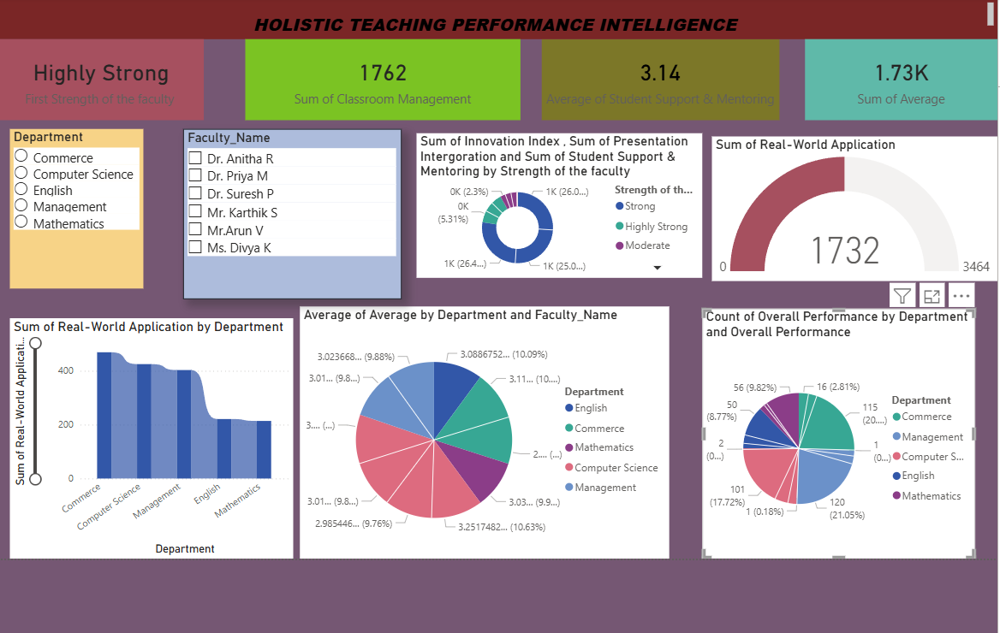 HOLISTIC TEACHING PERFORMANCE INTELLIGENCE
Highly Strong
First Strength of the faculty
1762
Sum of Classroom Management
3.14
Average of Student Support & Mentoring
1.73K
Sum of Average
Department
Commerce
Computer Science
English
Management
Mathematics
Faculty_Name
Dr. Anitha R
Dr. Priya M
Dr. Suresh P
Mr. Karthik S
Mr.Arun V
Ms. Divya K
Sum of Innovation Index , Sum of Presentation
Intergoration and Sum of Student Support &
Mentoring by Strength of the faculty
0K (2.3%)
0K
(5.31%)
1K (26.4...)
1K (26.0...)
1K (25.0...)
Strength of th...
Strong
Highly Strong
Moderate
Sum of Real-World Application
1732
0
3464
Sum of Real-World Application by Department
Sum of Real-World Applicati...
400
200
0
Commerce
Computer Science
Management
English
Mathematics
Department
Average of Average by Department and Faculty_Name
3.023668... (9.88%)
3.0886752... (10.09%)
3.01... (9.8...)
3.11... (10....)
3.... (...)
2.... (...)
3.01... (9.8...)
3.03... (9.9...)
2.985446... (9.76%)
3.2517482... (10.63%)
Department
English
Commerce
Mathematics
Computer Science
Management
Count of Overall Performance by Department
and Overall Performance
56 (9.82%)
16 (2.81%)
50
(8.77%)
115
(20....)
2
(0...)
1
(0...)
101
(17.72%)
120
(21.05%)
1 (0.18%)
Department
Commerce
Management
Computer S...
English
Mathematics